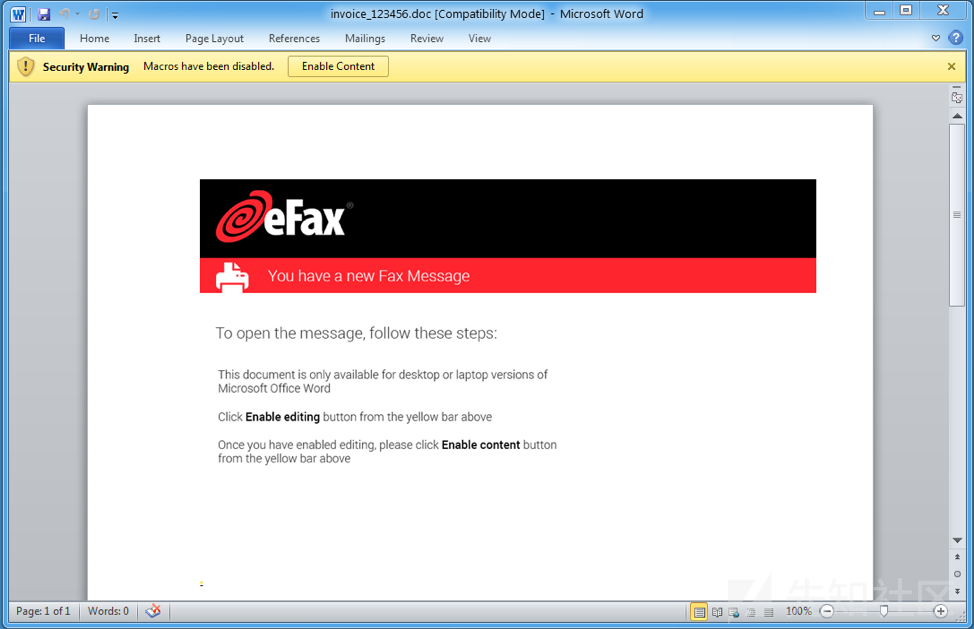 invoice_123456.doc [Compatibility Mode] - Microsoft Word
File Home Insert Page Layout References Mailings Review View
Security Warning Macros have been disabled. Enable Content
eFax®
You have a new Fax Message
To open the message, follow these steps:
This document is only available for desktop or laptop versions of
Microsoft Office Word
Click Enable editing button from the yellow bar above
Once you have enabled editing, please click Enable content button
from the yellow bar above
先知社区
Page: 1 of 1 Words: 0 100%